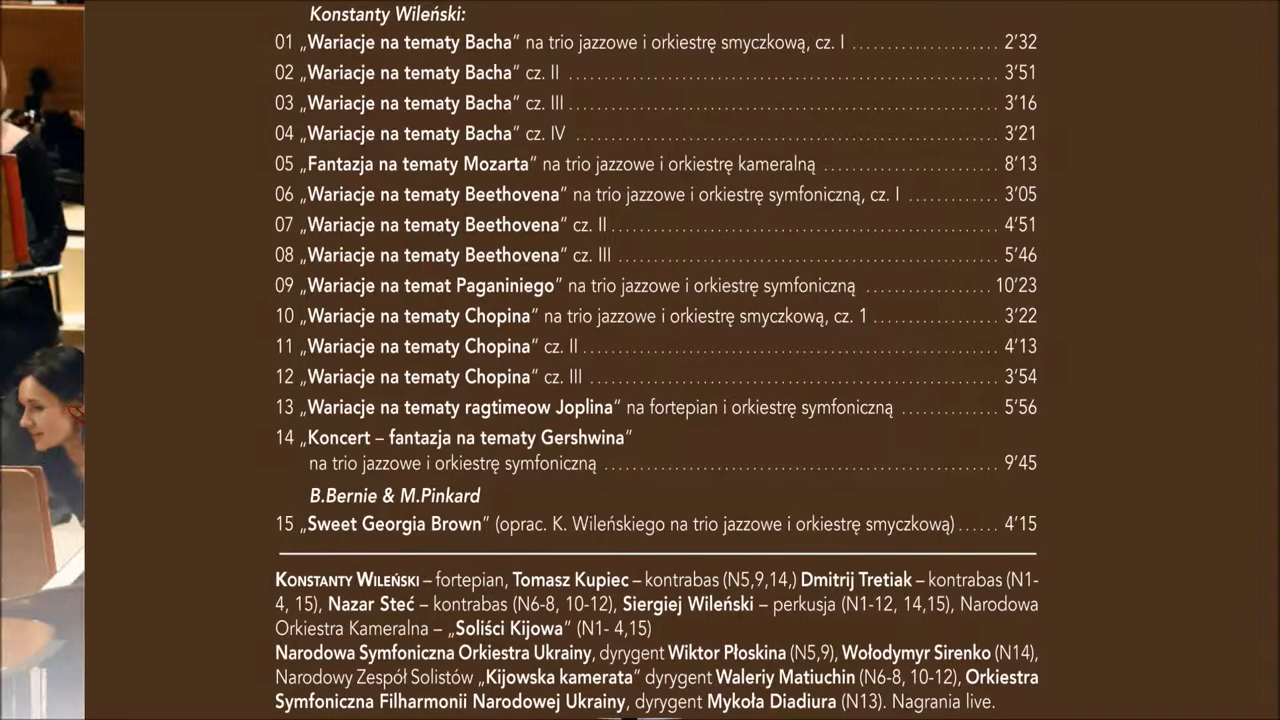 Konstanty Wileński:
01 „Wariacje na tematy Bacha” na trio jazzowe i orkiestrę smyczkową, cz. I ........................ 2’32
02 „Wariacje na tematy Bacha” cz. II ........................ 3’51
03 „Wariacje na tematy Bacha” cz. III ........................ 3’16
04 „Wariacje na tematy Bacha” cz. IV ........................ 3’21
05 „Fantazja na tematy Mozarta” na trio jazzowe i orkiestrę kameralną ........................ 8’13
06 „Wariacje na tematy Beethovena” na trio jazzowe i orkiestrę symfoniczną, cz. I .............. 3’05
07 „Wariacje na tematy Beethovena” cz. II ........................ 4’51
08 „Wariacje na tematy Beethovena” cz. III ........................ 5’46
09 „Wariacje na temat Paganiniego” na trio jazzowe i orkiestrę symfoniczną .................... 10’23
10 „Wariacje na tematy Chopina” na trio jazzowe i orkiestrę smyczkową, cz. 1 ................... 3’22
11 „Wariacje na tematy Chopina” cz. II ........................ 4’13
12 „Wariacje na tematy Chopina” cz. III ........................ 3’54
13 „Wariacje na tematy ragtimeow Joplina” na fortepian i orkiestrę symfoniczną ............... 5’56
14 „Koncert – fantazja na tematy Gershwina”
na trio jazzowe i orkiestrę symfoniczną ........................ 9’45
B.Bernie & M.Pinkard
15 „Sweet Georgia Brown” (oprac. K. Wileńskiego na trio jazzowe i orkiestrę smyczkową) ...... 4’15
Konstanty Wileński – fortepian, Tomasz Kupiec – kontrabas (N5,9,14,) Dmitrij Tretiak – kontrabas (N1-
4, 15), Nazar Steć – kontrabas (N6-8, 10-12), Siergiej Wileński – perkusja (N1-12, 14,15), Narodowa
Orkiestra Kameralna – „Soliści Kijowa” (N1- 4,15)
Narodowa Symfoniczna Orkiestra Ukrainy, dyrygent Wiktor Płoskina (N5,9), Wołodymyr Sirenko (N14),
Narodowy Zespół Solistów „Kijowska kamerata” dyrygent Waleriy Matiuchin (N6-8, 10-12), Orkiestra
Symfoniczna Filharmonii Narodowej Ukrainy, dyrygent Mykoła Diadiura (N13). Nagrania live.